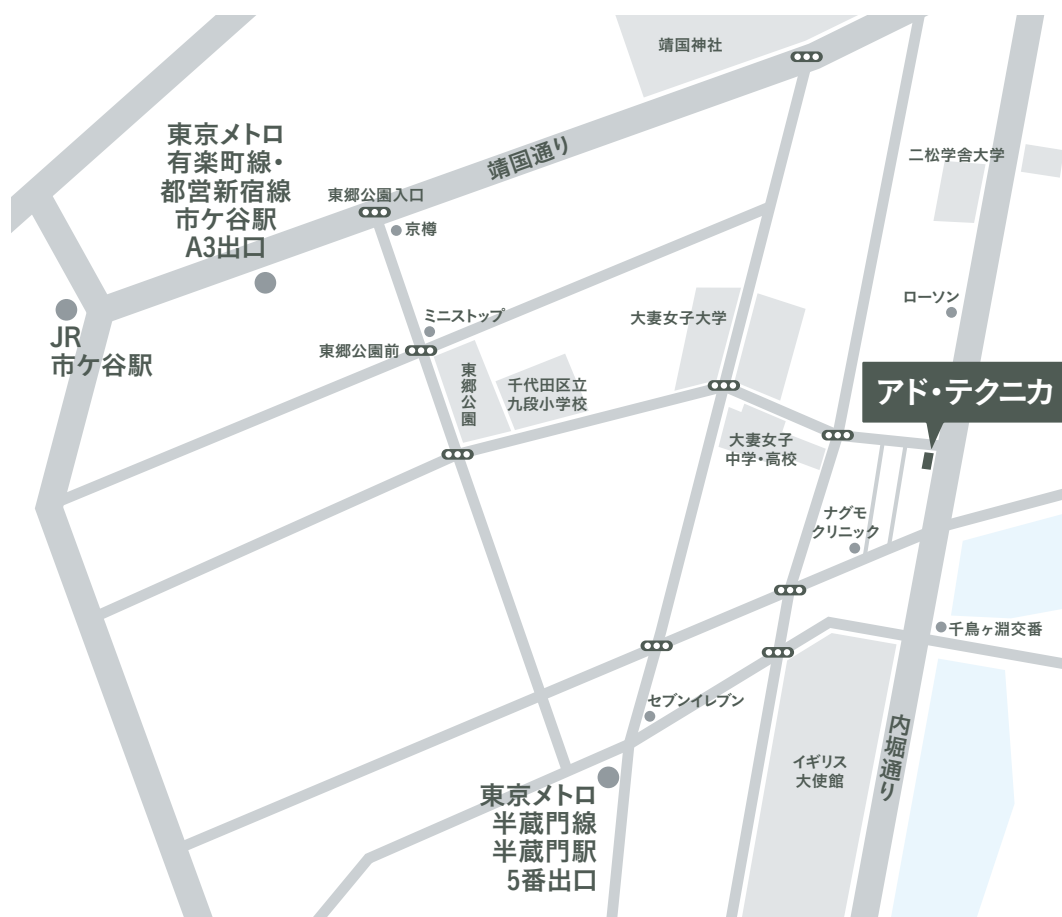 靖国神社
東京メトロ
有楽町線・
都営新宿線
市ケ谷駅
A3出口
靖国通り
二松学舎大学
東郷公園入口
京樽
ローソン
ミニストップ
大妻女子大学
JR
市ケ谷駅
東郷公園前
東郷公園
千代田区立
九段小学校
アド・テクニカ
大妻女子
中学・高校
ナグモ
クリニック
千鳥ヶ淵交番
セブンイレブン
内堀通り
イギリス
大使館
東京メトロ
半蔵門線
半蔵門駅
5番出口